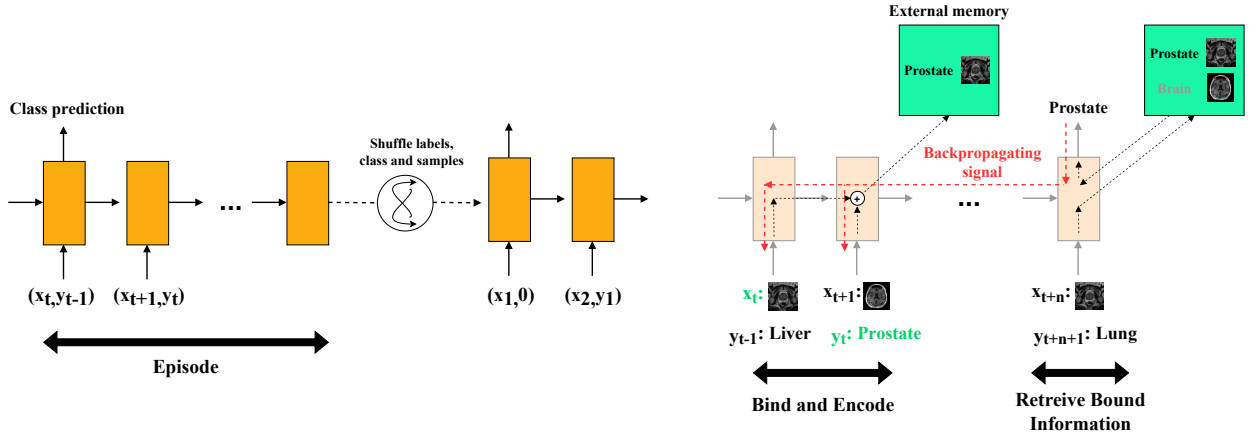 Class prediction
Shuffle labels,
class and samples
...
(xt,yt-1)
(xt+1,yt)
(x1,0)
(x2,y1)
Episode
External memory
Prostate
Prostate
Brain
Prostate
Backpropagating
signal
+
...
xt:
xt+1:
xt+n:
yt-1: Liver
yt: Prostate
yt+n+1: Lung
Bind and Encode
Retreive Bound
Information